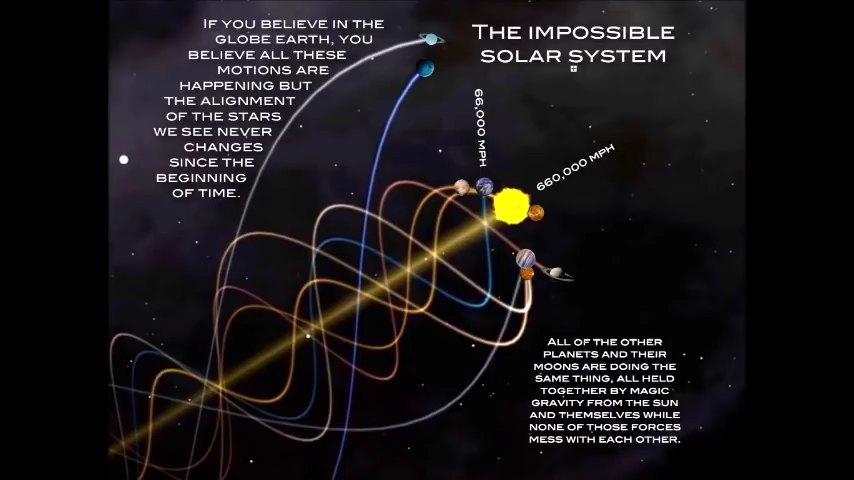 If you believe in the
globe earth, you
believe all these
motions are
happening but
the alignment
of the stars
we see never
changes
since the
beginning
of time.
The impossible
solar system
66,000 mph
660,000 mph
All of the other
planets and their
moons are doing the
same thing, all held
together by magic
gravity from the sun
and themselves while
none of those forces
mess with each other.